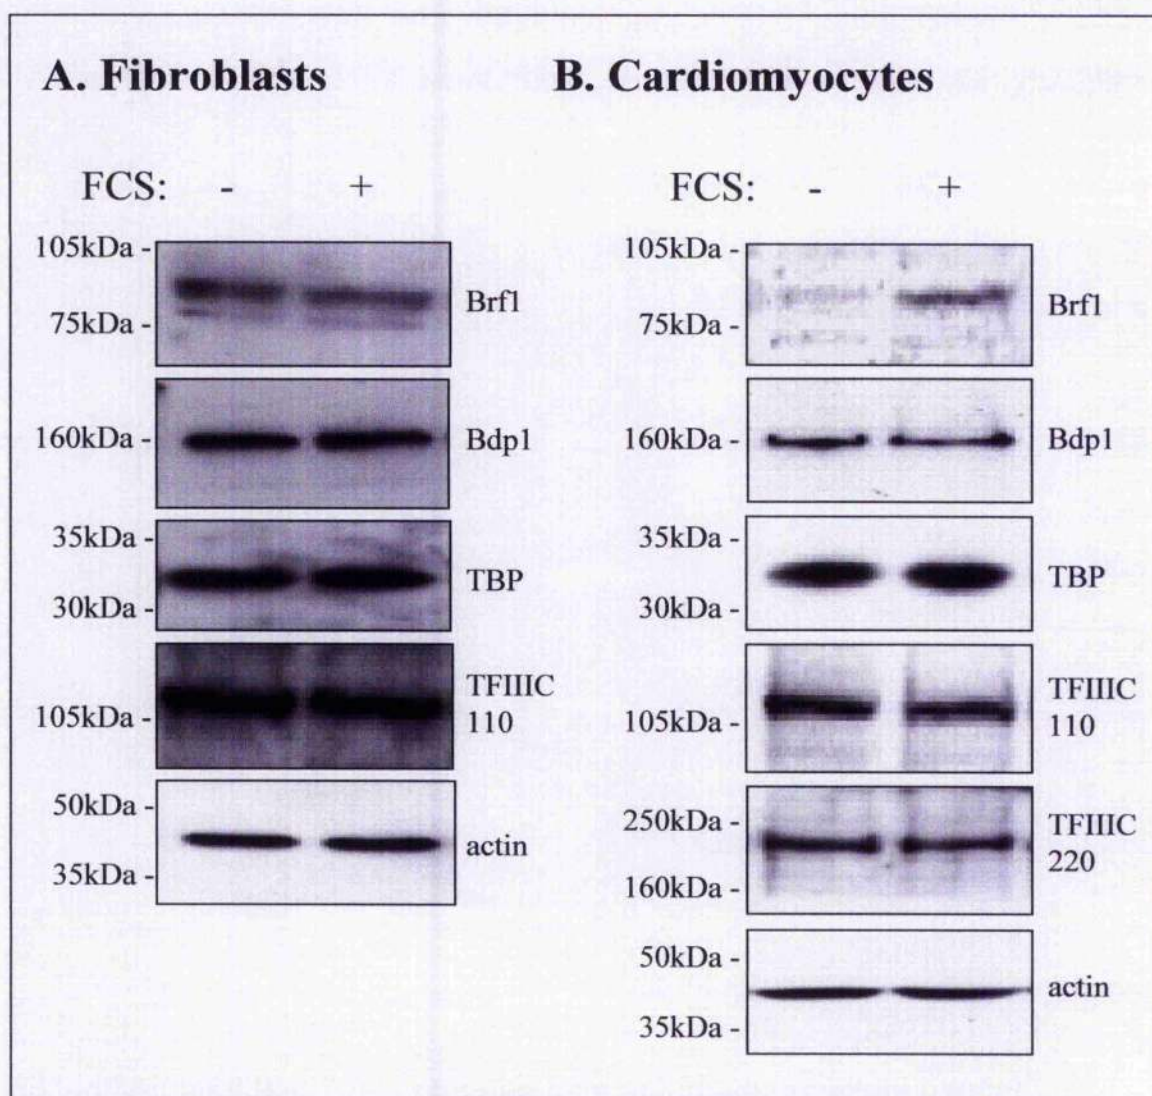 A. Fibroblasts
FCS: - +
105kDa -
Brf1
75kDa -
160kDa -
Bdp1
35kDa -
TBP
30kDa -
TFIIIC
110
105kDa -
50kDa -
actin
35kDa -
B. Cardiomyocytes
FCS: - +
105kDa -
Brf1
75kDa -
160kDa -
Bdp1
35kDa -
TBP
30kDa -
TFIIIC
110
105kDa -
250kDa -
TFIIIC
220
160kDa -
50kDa -
actin
35kDa -